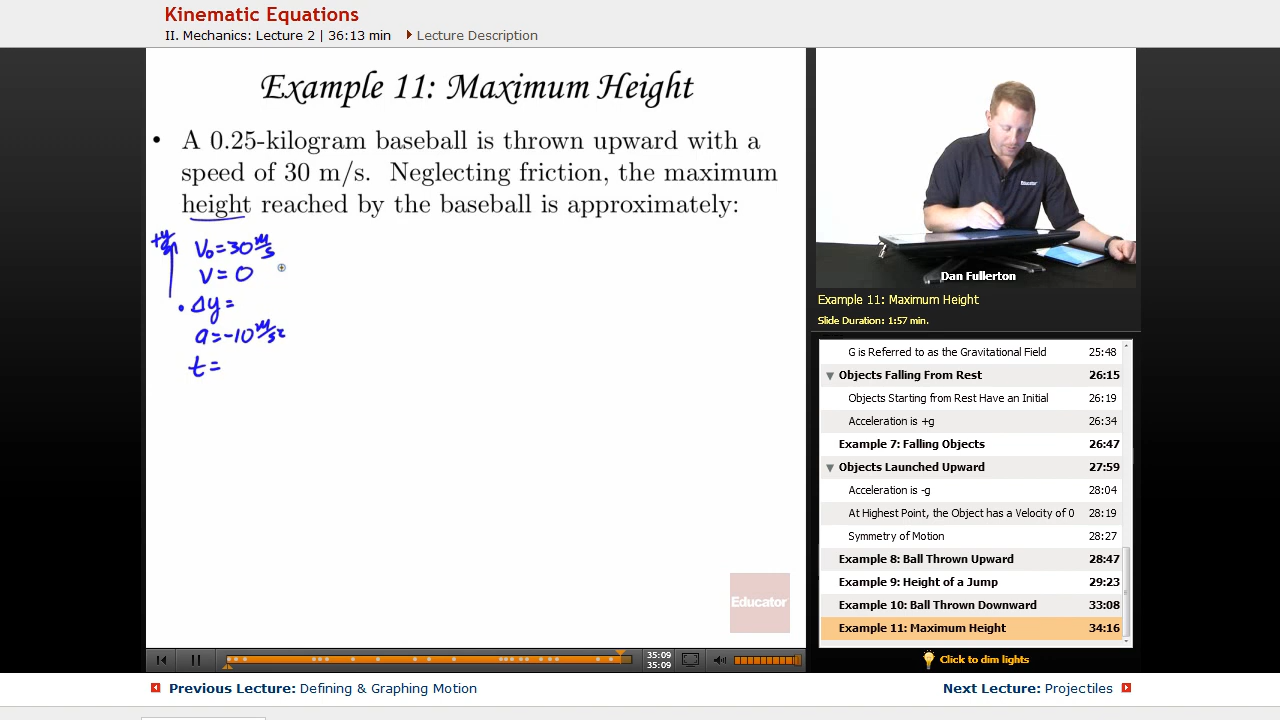 Kinematic Equations
II. Mechanics: Lecture 2 | 36:13 min Lecture Description
Example 11: Maximum Height
• A 0.25-kilogram baseball is thrown upward with a
speed of 30 m/s. Neglecting friction, the maximum
height reached by the baseball is approximately:
+y
V₀ = 30 m/s
V = 0
Δy =
a = -10 m/s²
t =
Educator
Educator
Dan Fullerton
Example 11: Maximum Height
Slide Duration: 1:57 min.
G is Referred to as the Gravitational Field 25:48
Objects Falling From Rest 26:15
Objects Starting from Rest Have an Initial 26:19
Acceleration is +g 26:34
Example 7: Falling Objects 26:47
Objects Launched Upward 27:59
Acceleration is -g 28:04
At Highest Point, the Object has a Velocity of 0 28:19
Symmetry of Motion 28:27
Example 8: Ball Thrown Upward 28:47
Example 9: Height of a Jump 29:23
Example 10: Ball Thrown Downward 33:08
Example 11: Maximum Height 34:16
35:09
35:09
Click to dim lights
Previous Lecture: Defining & Graphing Motion
Next Lecture: Projectiles